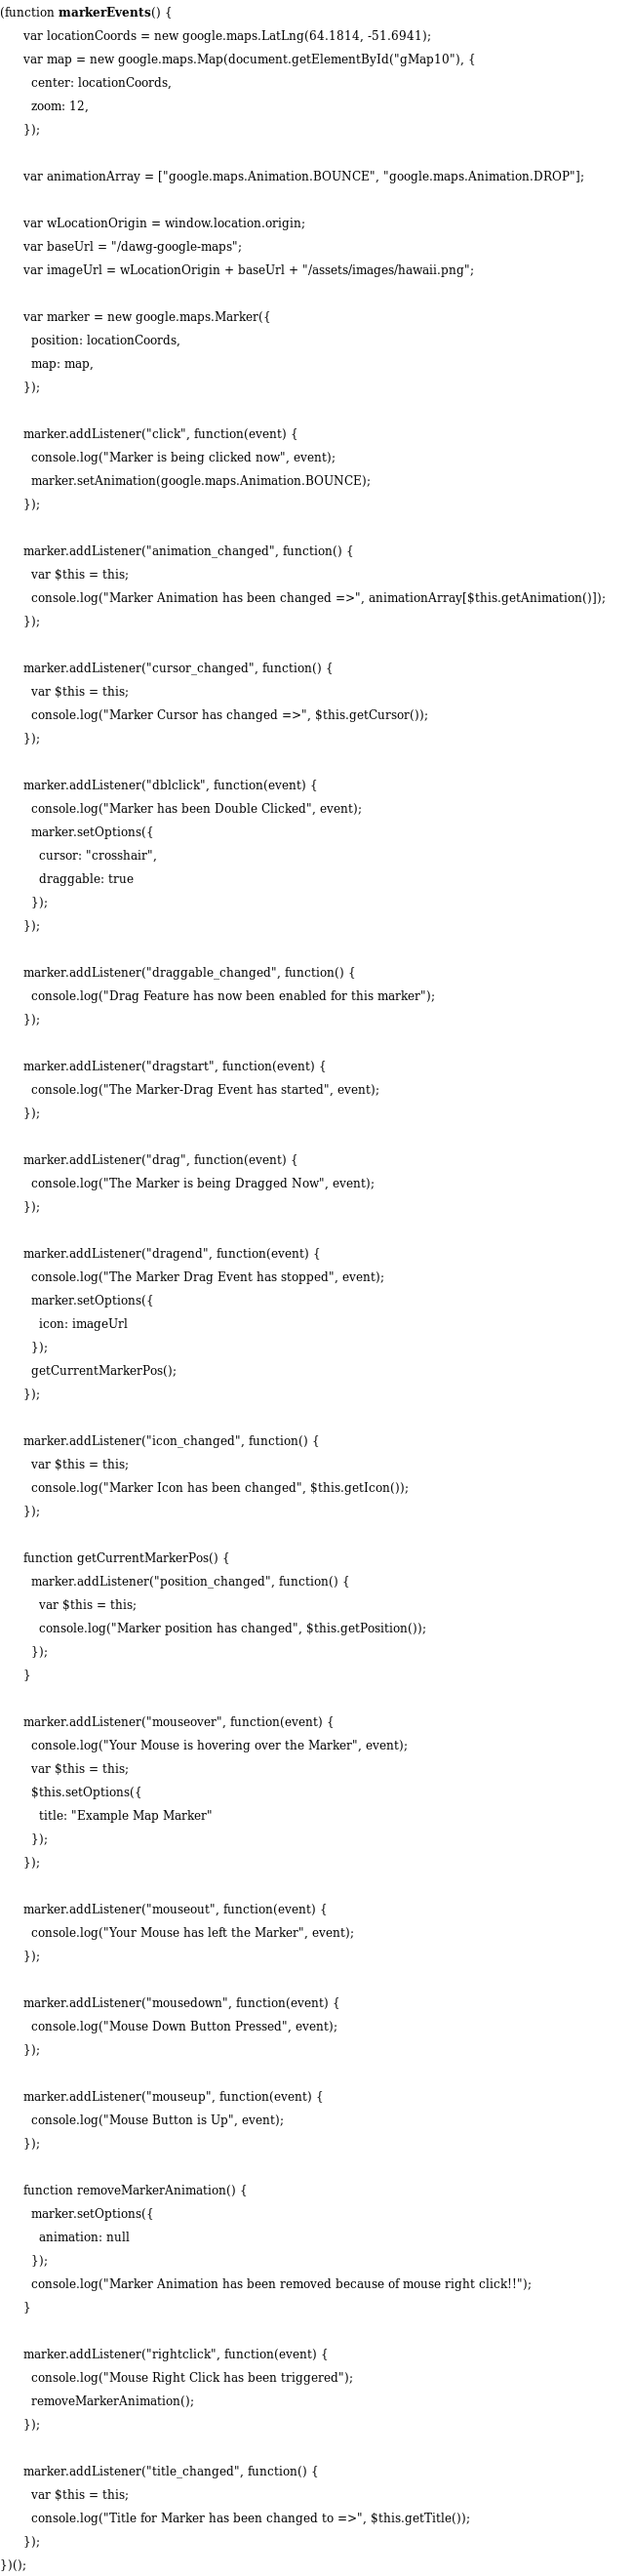 (function markerEvents() {
var locationCoords = new google.maps.LatLng(64.1814, -51.6941);
var map = new google.maps.Map(document.getElementById("gMap10"), {
center: locationCoords,
zoom: 12,
});
var animationArray = ["google.maps.Animation.BOUNCE", "google.maps.Animation.DROP"];
var wLocationOrigin = window.location.origin;
var baseUrl = "/dawg-google-maps";
var imageUrl = wLocationOrigin + baseUrl + "/assets/images/hawaii.png";
var marker = new google.maps.Marker({
position: locationCoords,
map: map,
});
marker.addListener("click", function(event) {
console.log("Marker is being clicked now", event);
marker.setAnimation(google.maps.Animation.BOUNCE);
});
marker.addListener("animation_changed", function() {
var $this = this;
console.log("Marker Animation has been changed =>", animationArray[$this.getAnimation()]);
});
marker.addListener("cursor_changed", function() {
var $this = this;
console.log("Marker Cursor has changed =>", $this.getCursor());
});
marker.addListener("dblclick", function(event) {
console.log("Marker has been Double Clicked", event);
marker.setOptions({
cursor: "crosshair",
draggable: true
});
});
marker.addListener("draggable_changed", function() {
console.log("Drag Feature has now been enabled for this marker");
});
marker.addListener("dragstart", function(event) {
console.log("The Marker-Drag Event has started", event);
});
marker.addListener("drag", function(event) {
console.log("The Marker is being Dragged Now", event);
});
marker.addListener("dragend", function(event) {
console.log("The Marker Drag Event has stopped", event);
marker.setOptions({
icon: imageUrl
});
getCurrentMarkerPos();
});
marker.addListener("icon_changed", function() {
var $this = this;
console.log("Marker Icon has been changed", $this.getIcon());
});
function getCurrentMarkerPos() {
marker.addListener("position_changed", function() {
var $this = this;
console.log("Marker position has changed", $this.getPosition());
});
}
marker.addListener("mouseover", function(event) {
console.log("Your Mouse is hovering over the Marker", event);
var $this = this;
$this.setOptions({
title: "Example Map Marker"
});
});
marker.addListener("mouseout", function(event) {
console.log("Your Mouse has left the Marker", event);
});
marker.addListener("mousedown", function(event) {
console.log("Mouse Down Button Pressed", event);
});
marker.addListener("mouseup", function(event) {
console.log("Mouse Button is Up", event);
});
function removeMarkerAnimation() {
marker.setOptions({
animation: null
});
console.log("Marker Animation has been removed because of mouse right click!!");
}
marker.addListener("rightclick", function(event) {
console.log("Mouse Right Click has been triggered");
removeMarkerAnimation();
});
marker.addListener("title_changed", function() {
var $this = this;
console.log("Title for Marker has been changed to =>", $this.getTitle());
});
})();